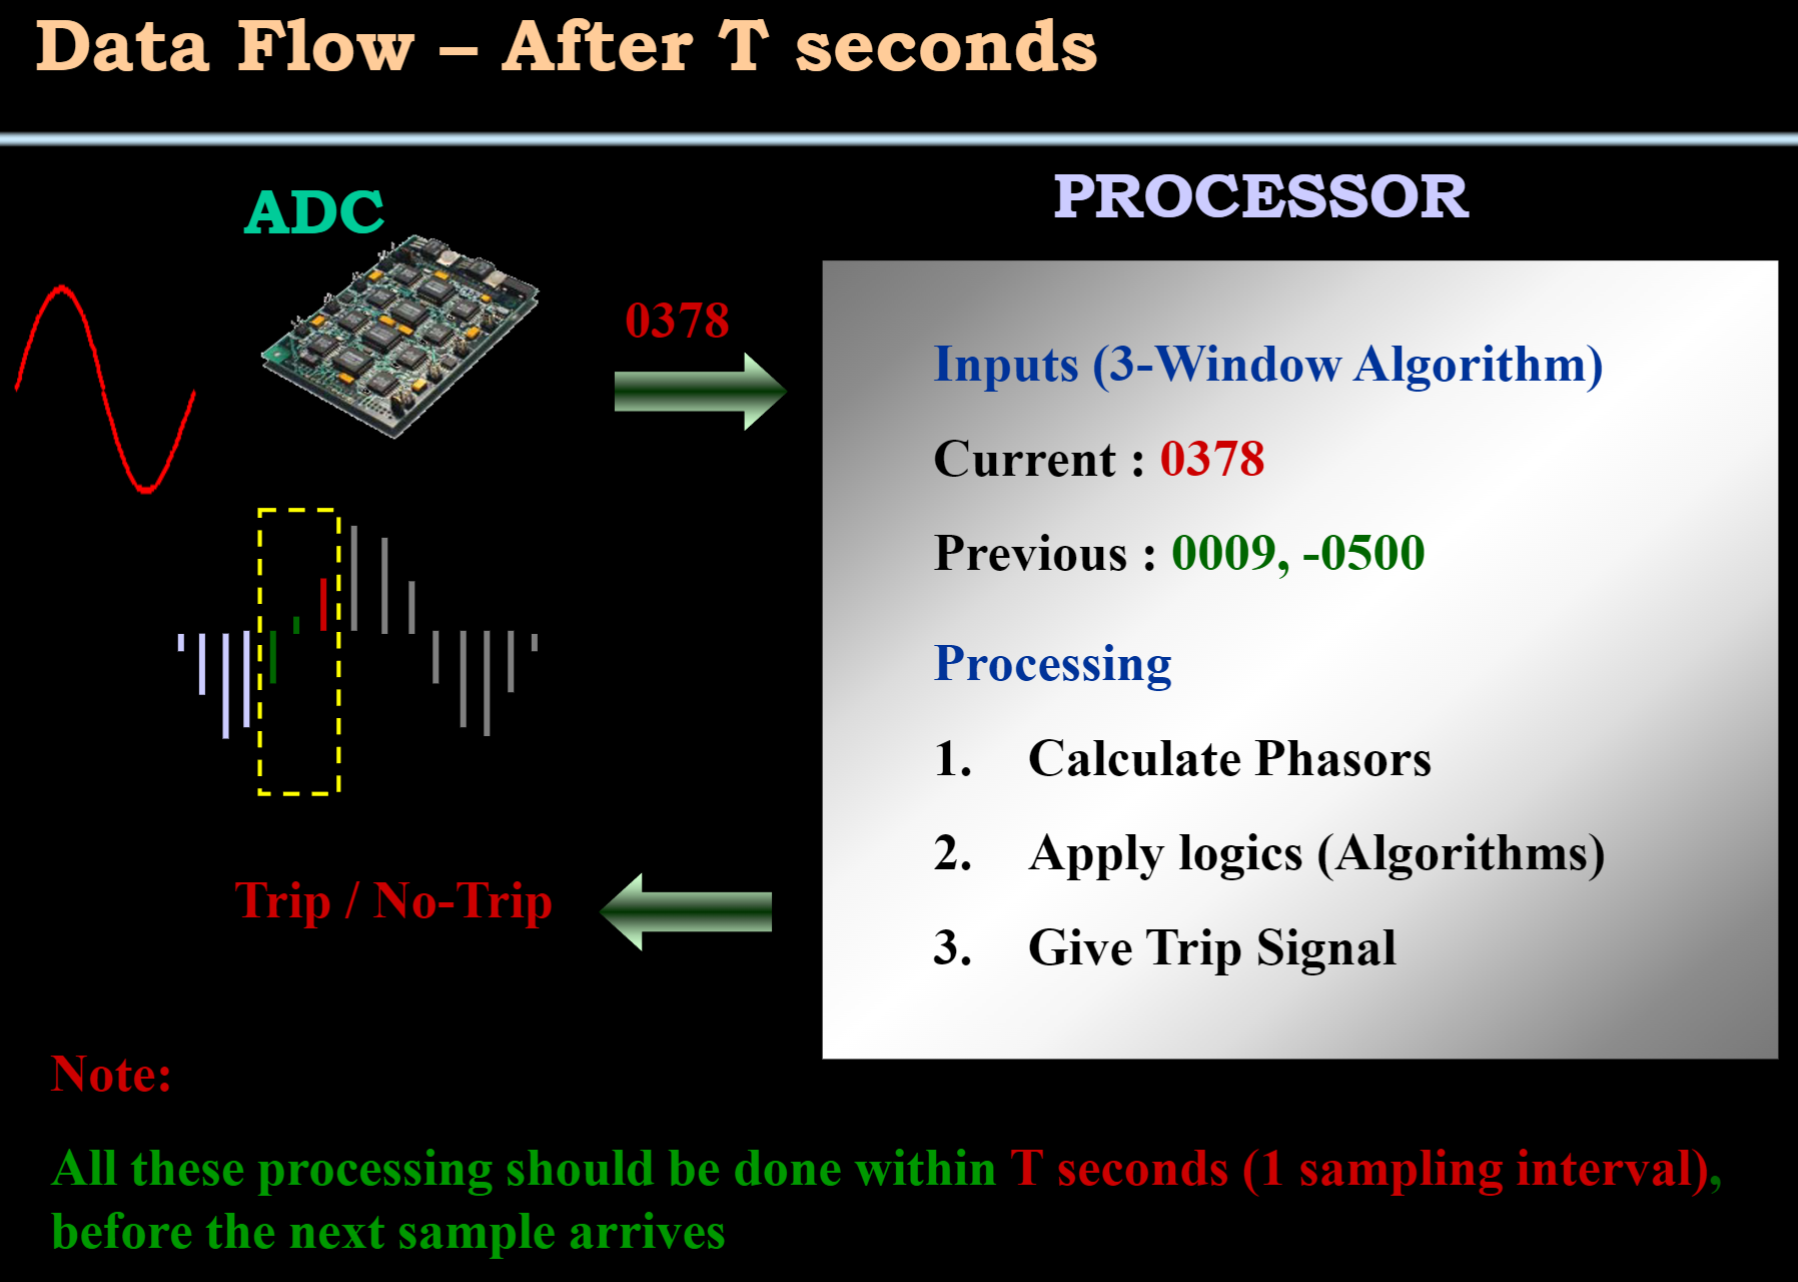 Data Flow – After T seconds
ADC
PROCESSOR
0378
Inputs (3-Window Algorithm)
Current : 0378
Previous : 0009, -0500
Processing
1. Calculate Phasors
2. Apply logics (Algorithms)
3. Give Trip Signal
Trip / No-Trip
Note:
All these processing should be done within T seconds (1 sampling interval),
before the next sample arrives